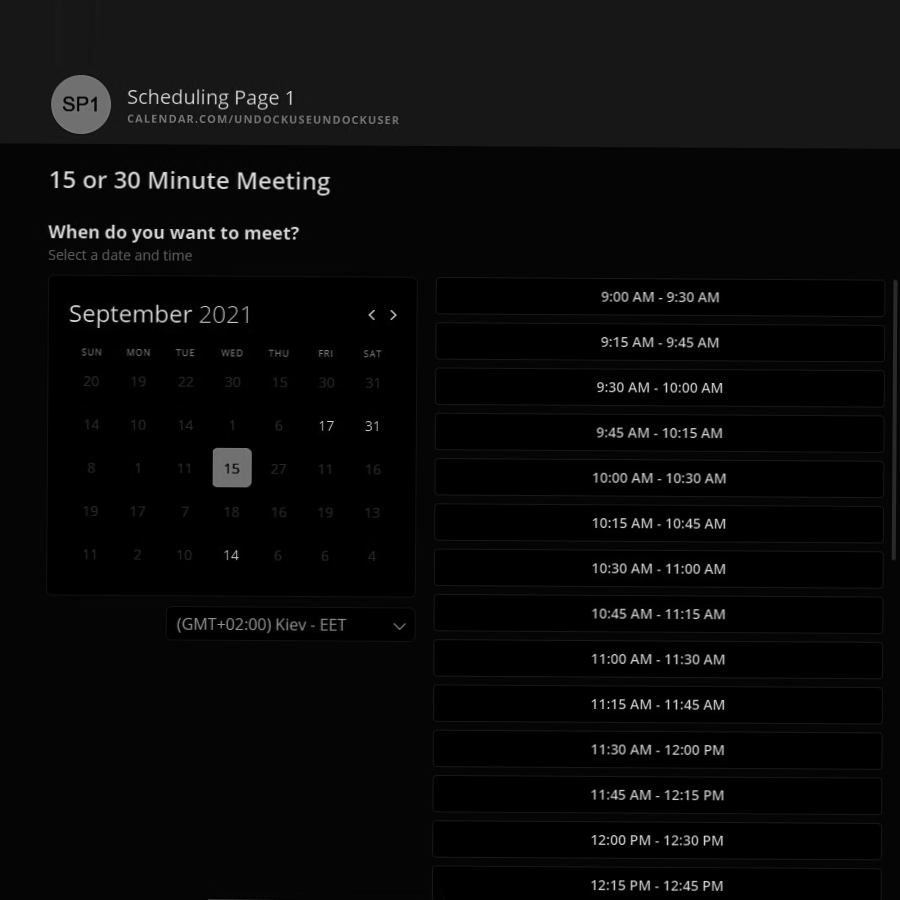 SP1
Scheduling Page 1
CALENDAR.COM/UNDOCKUSEUNDOCKUSER
15 or 30 Minute Meeting
When do you want to meet?
Select a date and time
September 2021
SUN MON TUE WED THU FRI SAT
20 19 22 30 15 30 31
14 10 14 1 6 17 31
8 1 11 15 27 11 16
19 17 7 18 16 19 13
11 2 10 14 6 6 4
(GMT+02:00) Kiev - EET
9:00 AM - 9:30 AM
9:15 AM - 9:45 AM
9:30 AM - 10:00 AM
9:45 AM - 10:15 AM
10:00 AM - 10:30 AM
10:15 AM - 10:45 AM
10:30 AM - 11:00 AM
10:45 AM - 11:15 AM
11:00 AM - 11:30 AM
11:15 AM - 11:45 AM
11:30 AM - 12:00 PM
11:45 AM - 12:15 PM
12:00 PM - 12:30 PM
12:15 PM - 12:45 PM